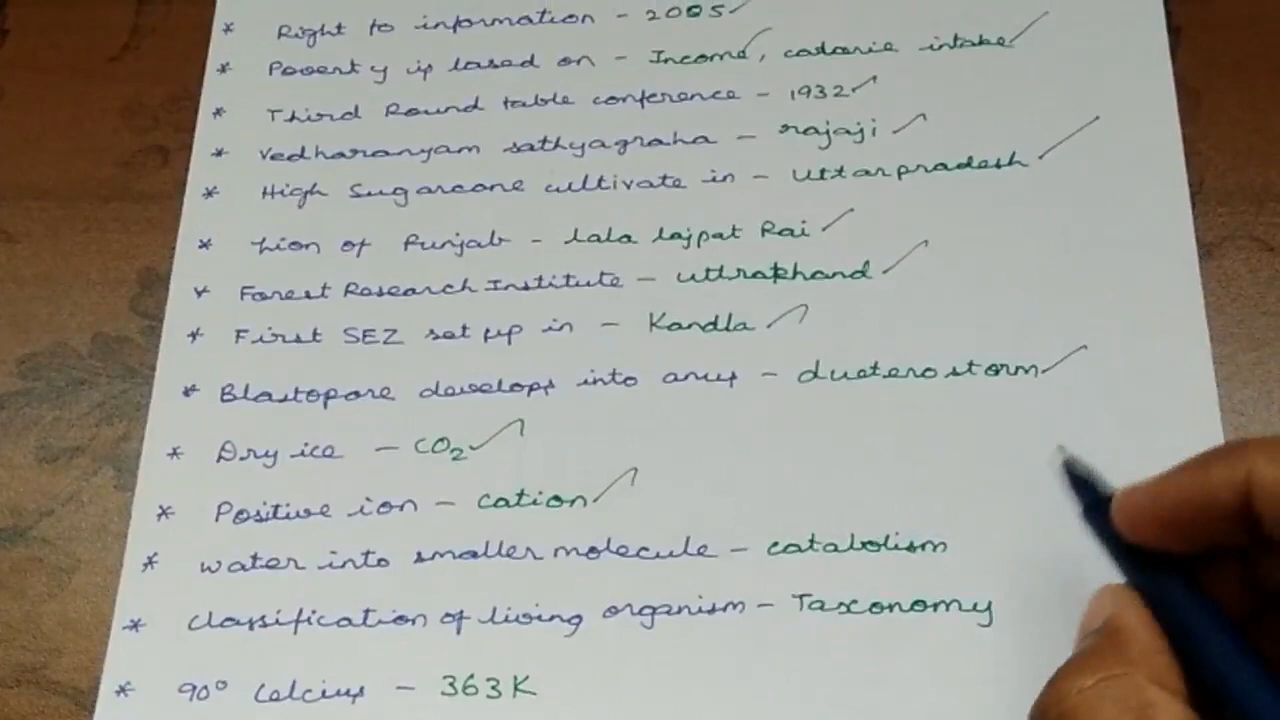 * Right to information - 2005 ✓
* Poverty is based on - Income, calorie intake ✓
* Third Round table conference - 1932 ✓
* Vedharanyam sathyagraha - rajaji ✓
* High Sugarcane cultivate in - Uttarpradesh ✓
* Lion of Punjab - Lala lajpat Rai ✓
* Forest Research Institute - Uttrakhand ✓
* First SEZ set up in - Kandla ✓
* Blastopore develops into anus - dueterostorm ✓
* Dry ice - CO₂ ✓
* Positive ion - cation ✓
* water into smaller molecule - catabolism
* Classification of living organism - Taxonomy
* 90° Celcius - 363K